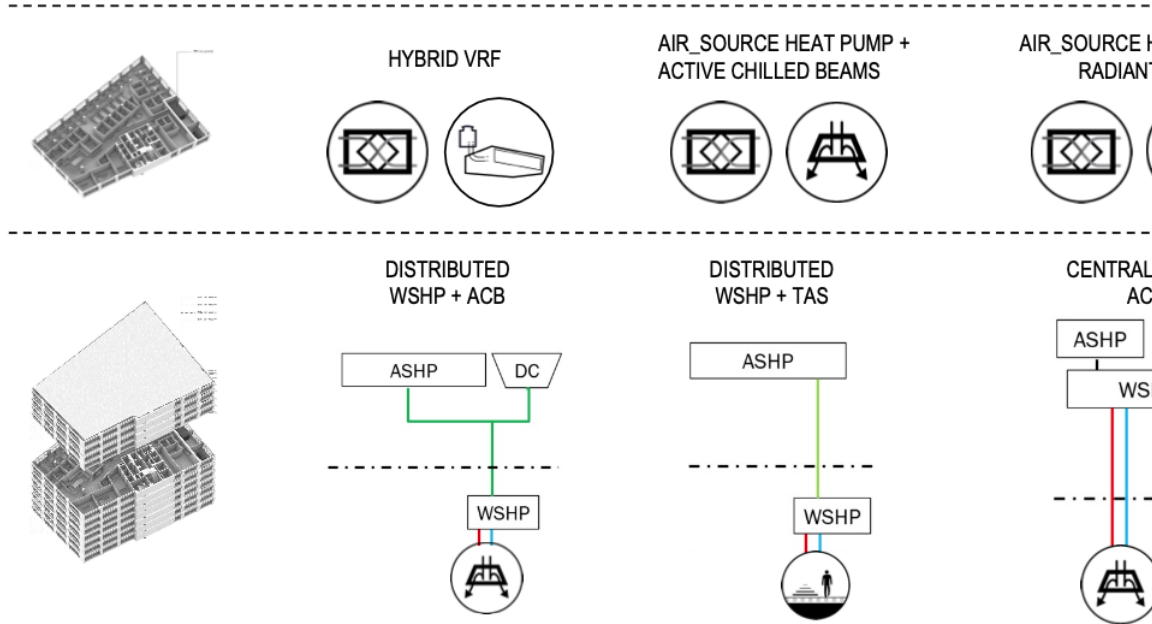 HYBRID VRF
AIR_SOURCE HEAT PUMP +
ACTIVE CHILLED BEAMS
AIR_SOURCE H
RADIANT
DISTRIBUTED
WSHP + ACB
ASHP
DC
WSHP
DISTRIBUTED
WSHP + TAS
ASHP
WSHP
CENTRAL
AC
ASHP
WSH